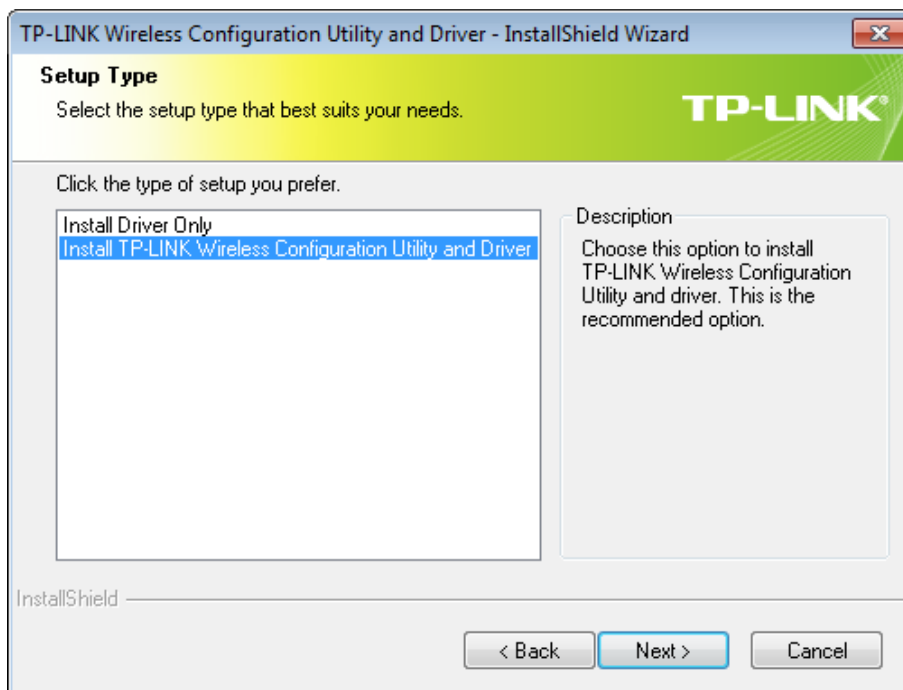 TP-LINK Wireless Configuration Utility and Driver - InstallShield Wizard
Setup Type
Select the setup type that best suits your needs.
TP-LINK®
Click the type of setup you prefer.
Install Driver Only
Install TP-LINK Wireless Configuration Utility and Driver
Description
Choose this option to install
TP-LINK Wireless Configuration
Utility and driver. This is the
recommended option.
InstallShield
< Back
Next >
Cancel